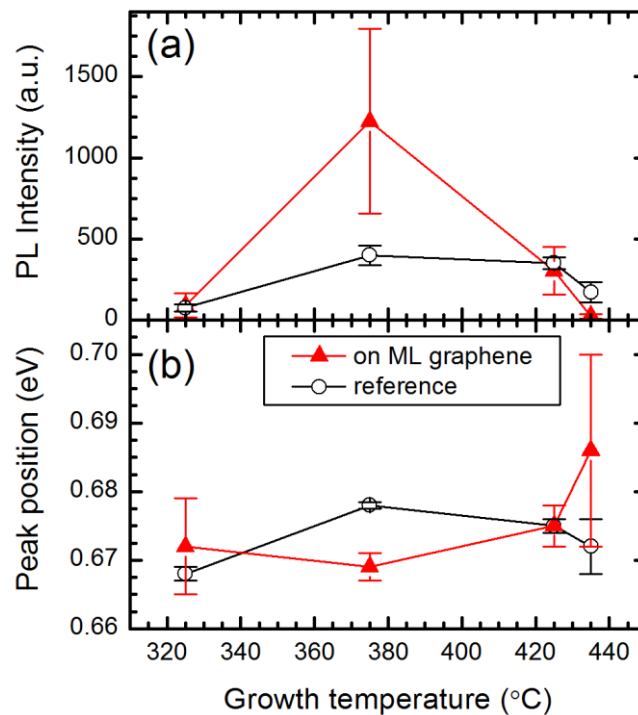 (a)
PL Intensity (a.u.)
1500
1000
500
0
(b)
Peak position (eV)
0.70
0.69
0.68
0.67
0.66
on ML graphene
reference
320 340 360 380 400 420 440
Growth temperature (°C)